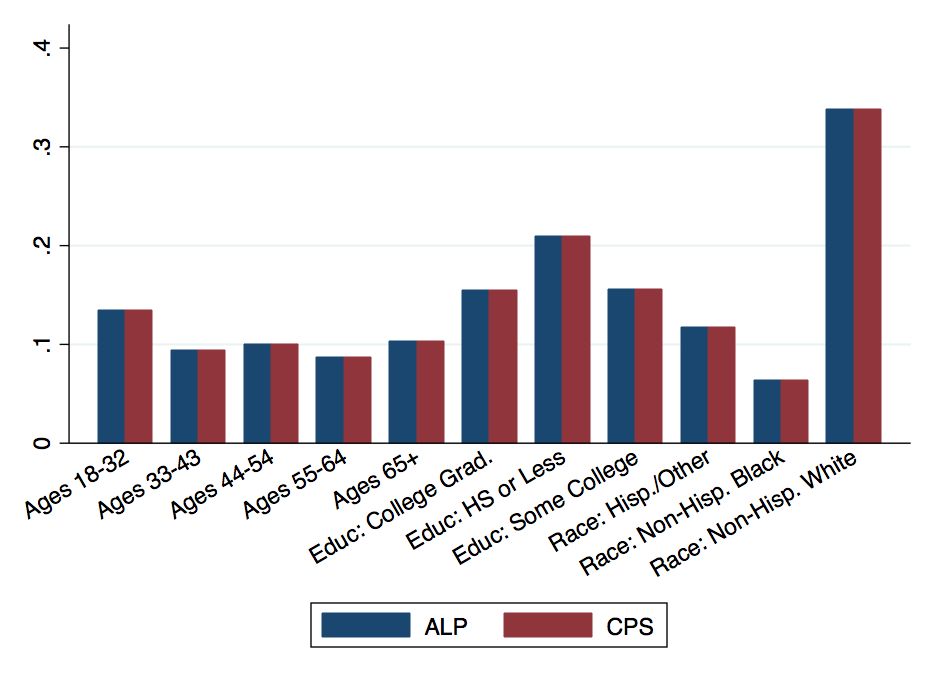 .4
.3
.2
.1
0
Ages 18-32
Ages 33-43
Ages 44-54
Ages 55-64
Ages 65+
Educ: College Grad.
Educ: HS or Less
Educ: Some College
Race: Hisp./Other
Race: Non-Hisp. Black
Race: Non-Hisp. White
ALP CPS